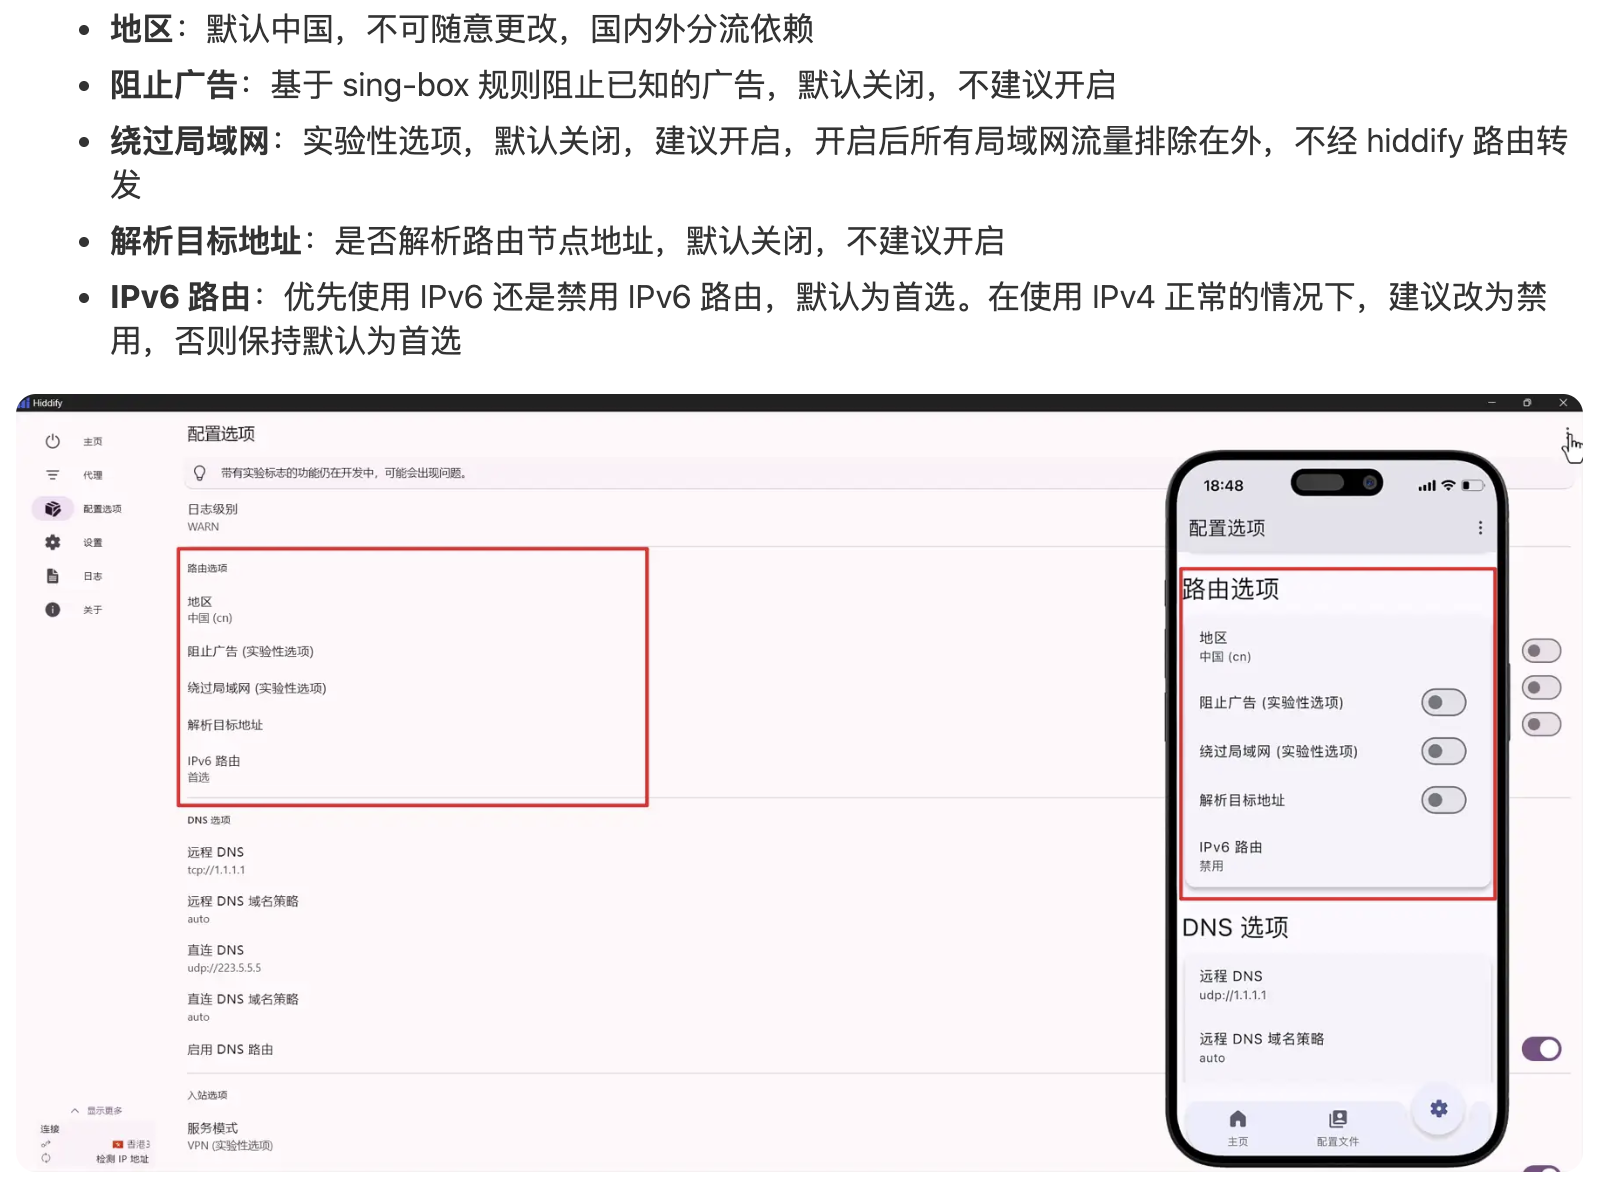 地区：默认中国，不可随意更改，国内外分流依赖
阻止广告：基于 sing-box 规则阻止已知的广告，默认关闭，不建议开启
绕过局域网：实验性选项，默认关闭，建议开启，开启后所有局域网流量排除在外，不经 hiddify 路由转
发
解析目标地址：是否解析路由节点地址，默认关闭，不建议开启
IPv6 路由：优先使用 IPv6 还是禁用 IPv6 路由，默认为首选。在使用 IPv4 正常的情况下，建议改为禁
用，否则保持默认为首选
Hiddify
主页
代理
配置选项
设置
日志
关于
显示更多
连接
香港3
检测 IP 地址
配置选项
带有实验标志的功能仍在开发中，可能会出现问题。
日志级别
WARN
路由选项
地区
中国 (cn)
阻止广告 (实验性选项)
绕过局域网 (实验性选项)
解析目标地址
IPv6 路由
首选
DNS 选项
远程 DNS
tcp://1.1.1.1
远程 DNS 域名策略
auto
直连 DNS
udp://223.5.5.5
直连 DNS 域名策略
auto
启用 DNS 路由
入站选项
服务模式
VPN (实验性选项)
18:48
配置选项
路由选项
地区
中国 (cn)
阻止广告 (实验性选项)
绕过局域网 (实验性选项)
解析目标地址
IPv6 路由
禁用
DNS 选项
远程 DNS
udp://1.1.1.1
远程 DNS 域名策略
auto
主页
配置文件